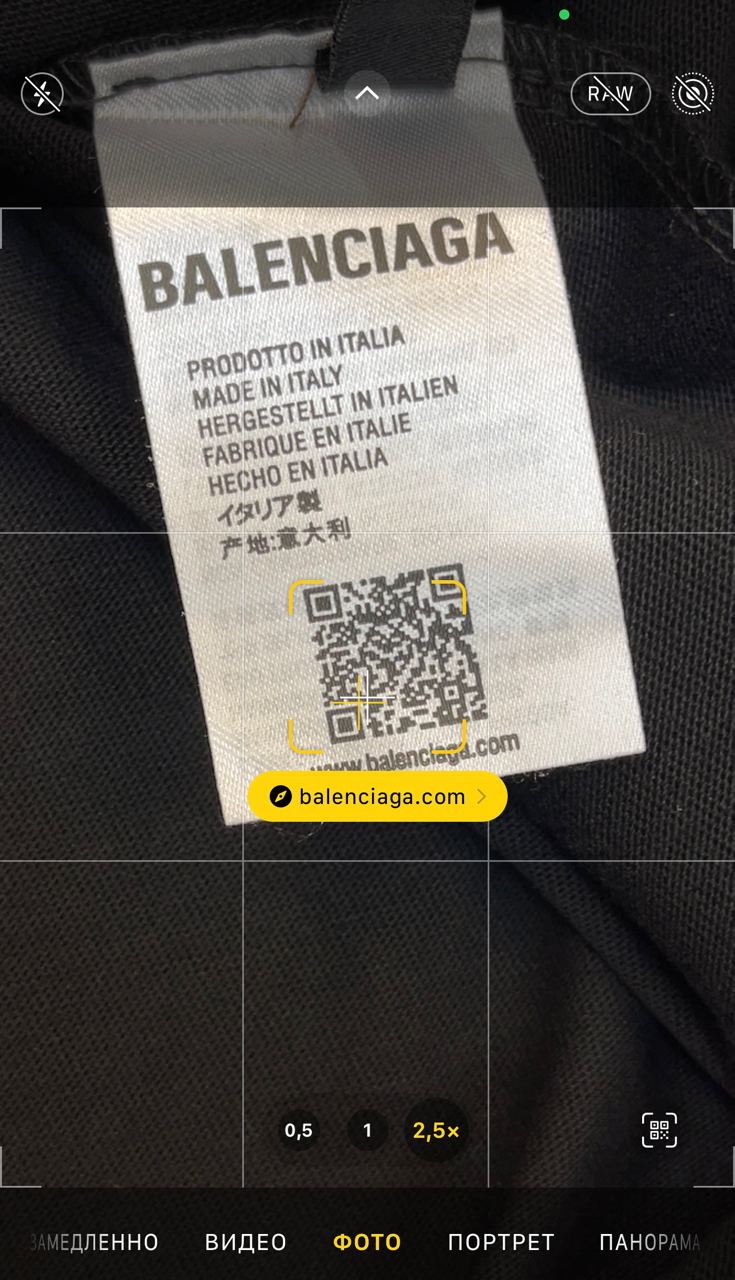 RAW
BALENCIAGA
PRODOTTO IN ITALIA
MADE IN ITALY
HERGESTELLT IN ITALIEN
FABRIQUE EN ITALIE
HECHO EN ITALIA
イタリア製
产地:意大利
www.balenciaga.com
balenciaga.com
0,5
1
2,5×
ЗАМЕДЛЕННО ВИДЕО ФОТО ПОРТРЕТ ПАНОРАМА